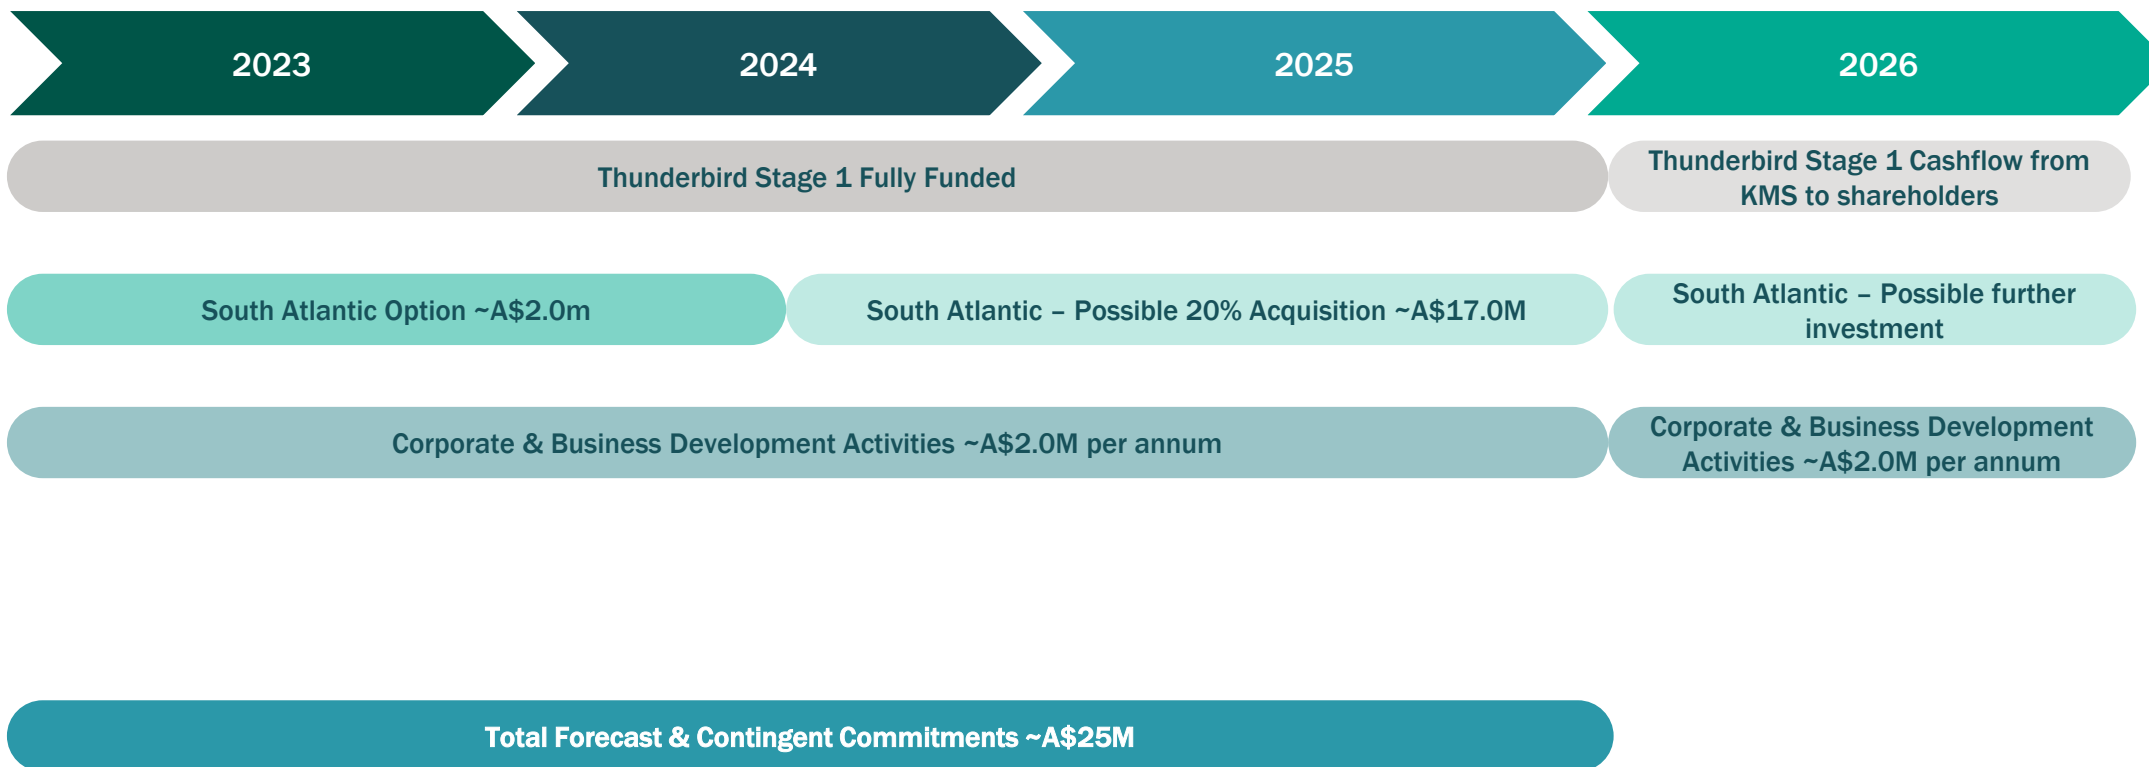 2023
2024
2025
2026
Thunderbird Stage 1 Fully Funded
Thunderbird Stage 1 Cashflow from
KMS to shareholders
South Atlantic Option ~A$2.0m
South Atlantic – Possible 20% Acquisition ~A$17.0M
South Atlantic – Possible further
investment
Corporate & Business Development Activities ~A$2.0M per annum
Corporate & Business Development
Activities ~A$2.0M per annum
Total Forecast & Contingent Commitments ~A$25M